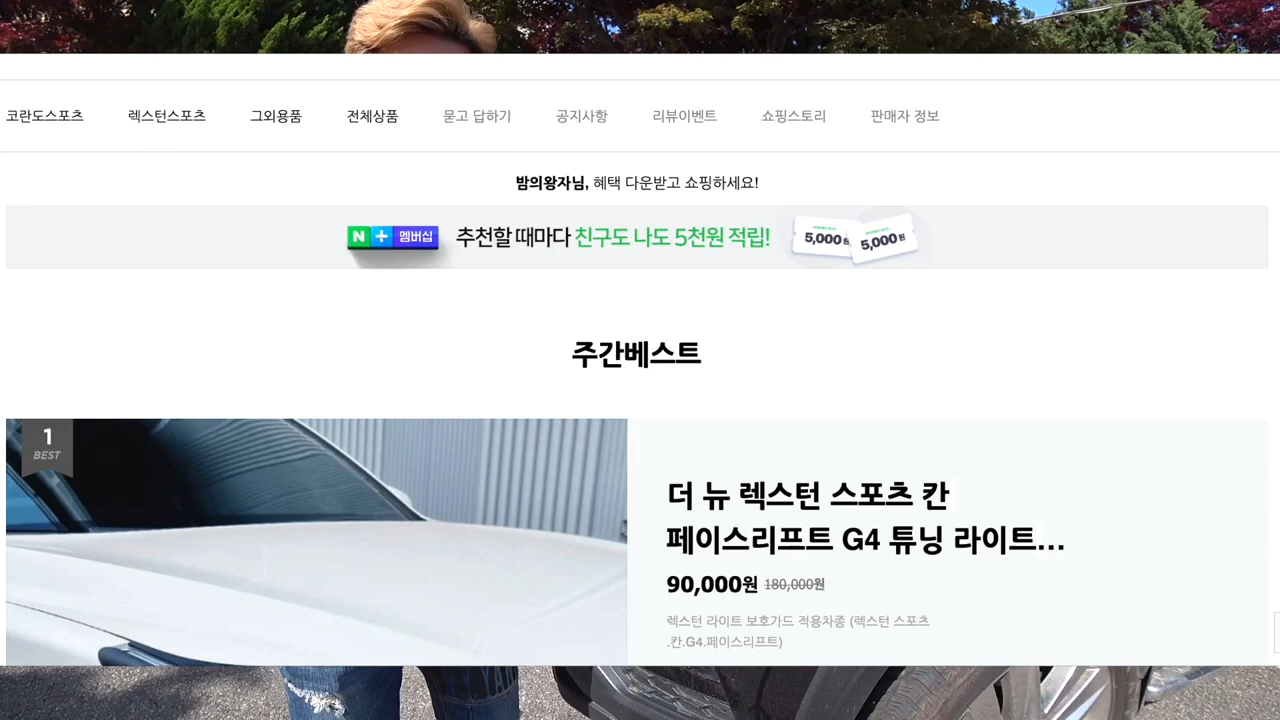 코란도스포츠 렉스턴스포츠 그외용품 전체상품 묻고 답하기 공지사항 리뷰이벤트 쇼핑스토리 판매자 정보
밤의왕자님, 혜택 다운받고 쇼핑하세요!
N + 멤버십 추천할 때마다 친구도 나도 5천원 적립! 5,000원 5,000원
주간베스트
1
BEST
더 뉴 렉스턴 스포츠 칸
페이스리프트 G4 튜닝 라이트...
90,000원 180,000원
렉스턴 라이트 보호가드 적용차종 (렉스턴 스포츠
.칸.G4.페이스리프트)